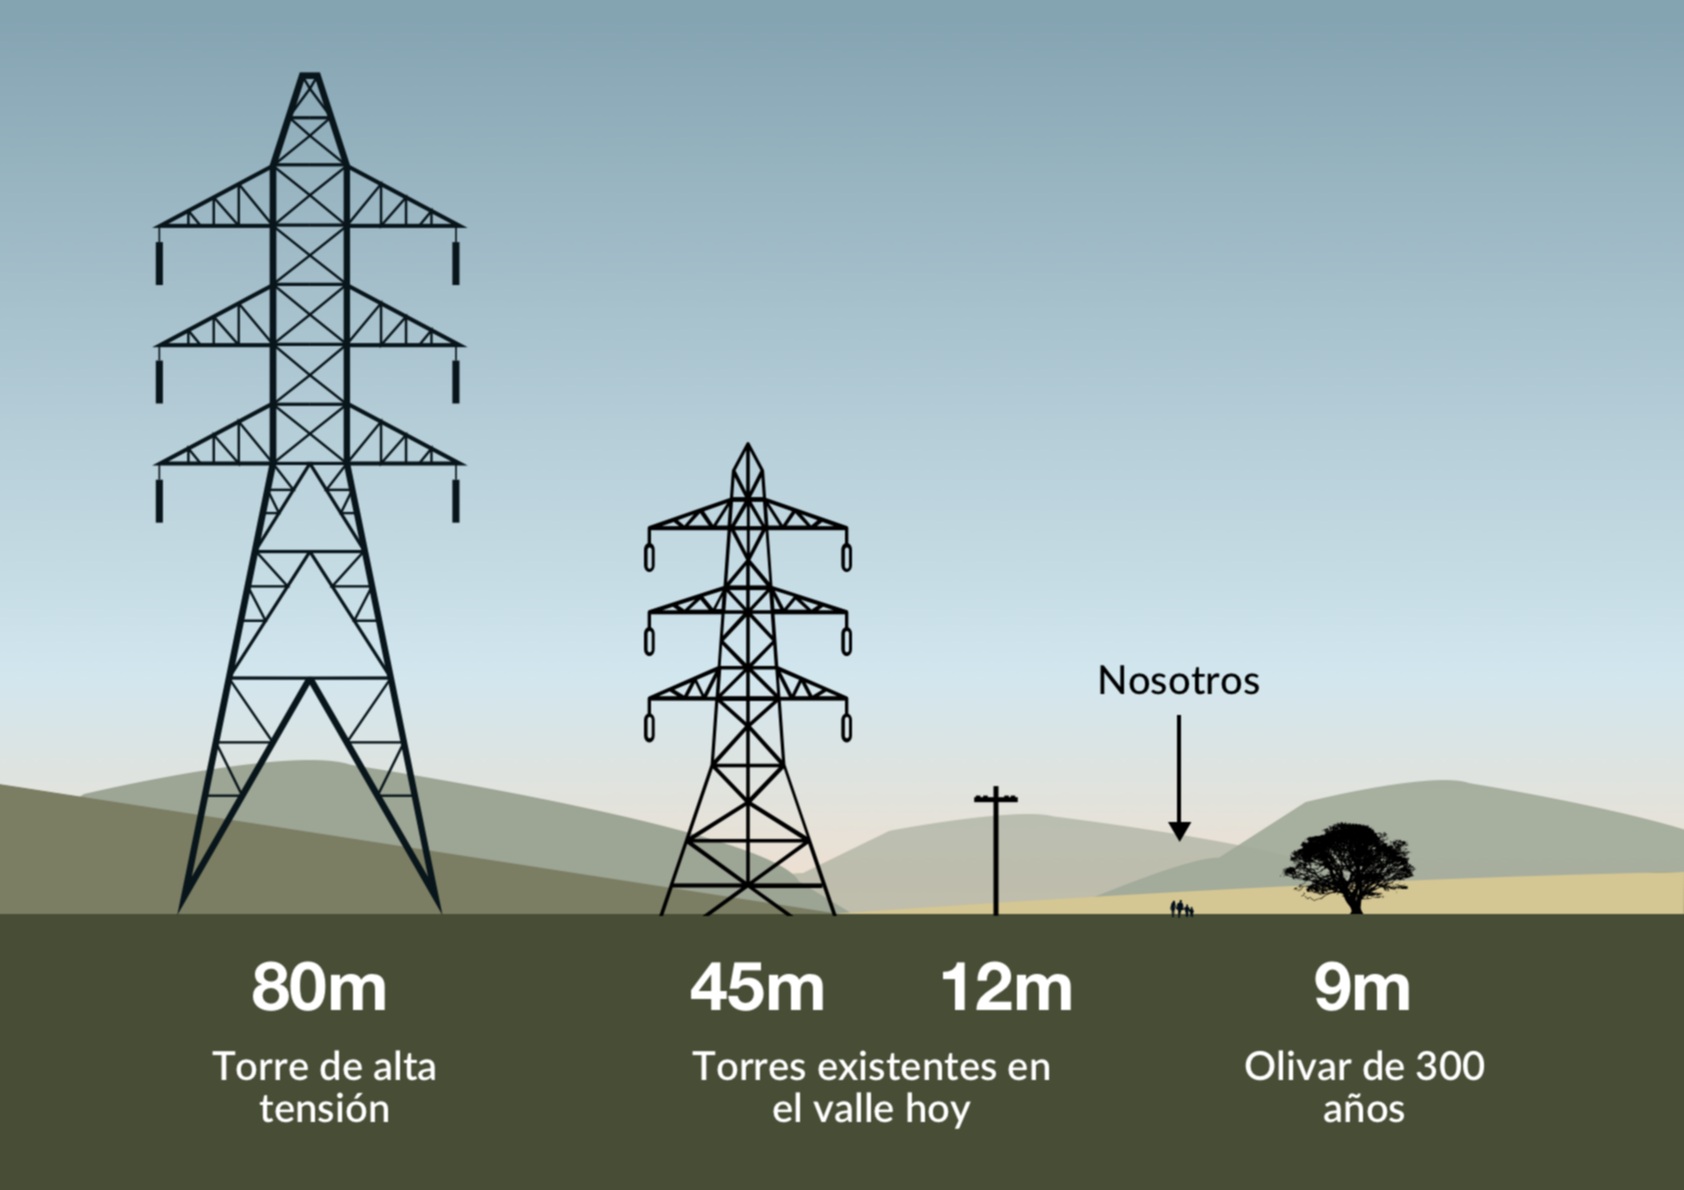 Nosotros
80m
45m
12m
9m
Torre de alta
tensión
Torres existentes en
el valle hoy
Olivar de 300
años